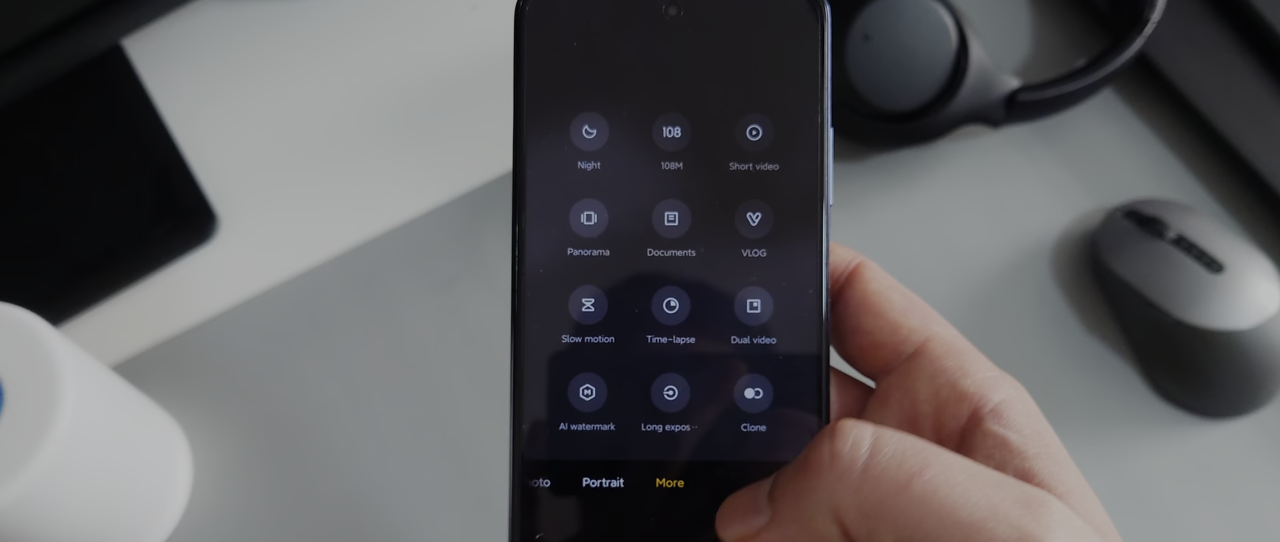 108
Night
108M
Short video
Panorama
Documents
VLOG
Slow motion
Time-lapse
Dual video
AI watermark
Long expos··
Clone
oto
Portrait
More